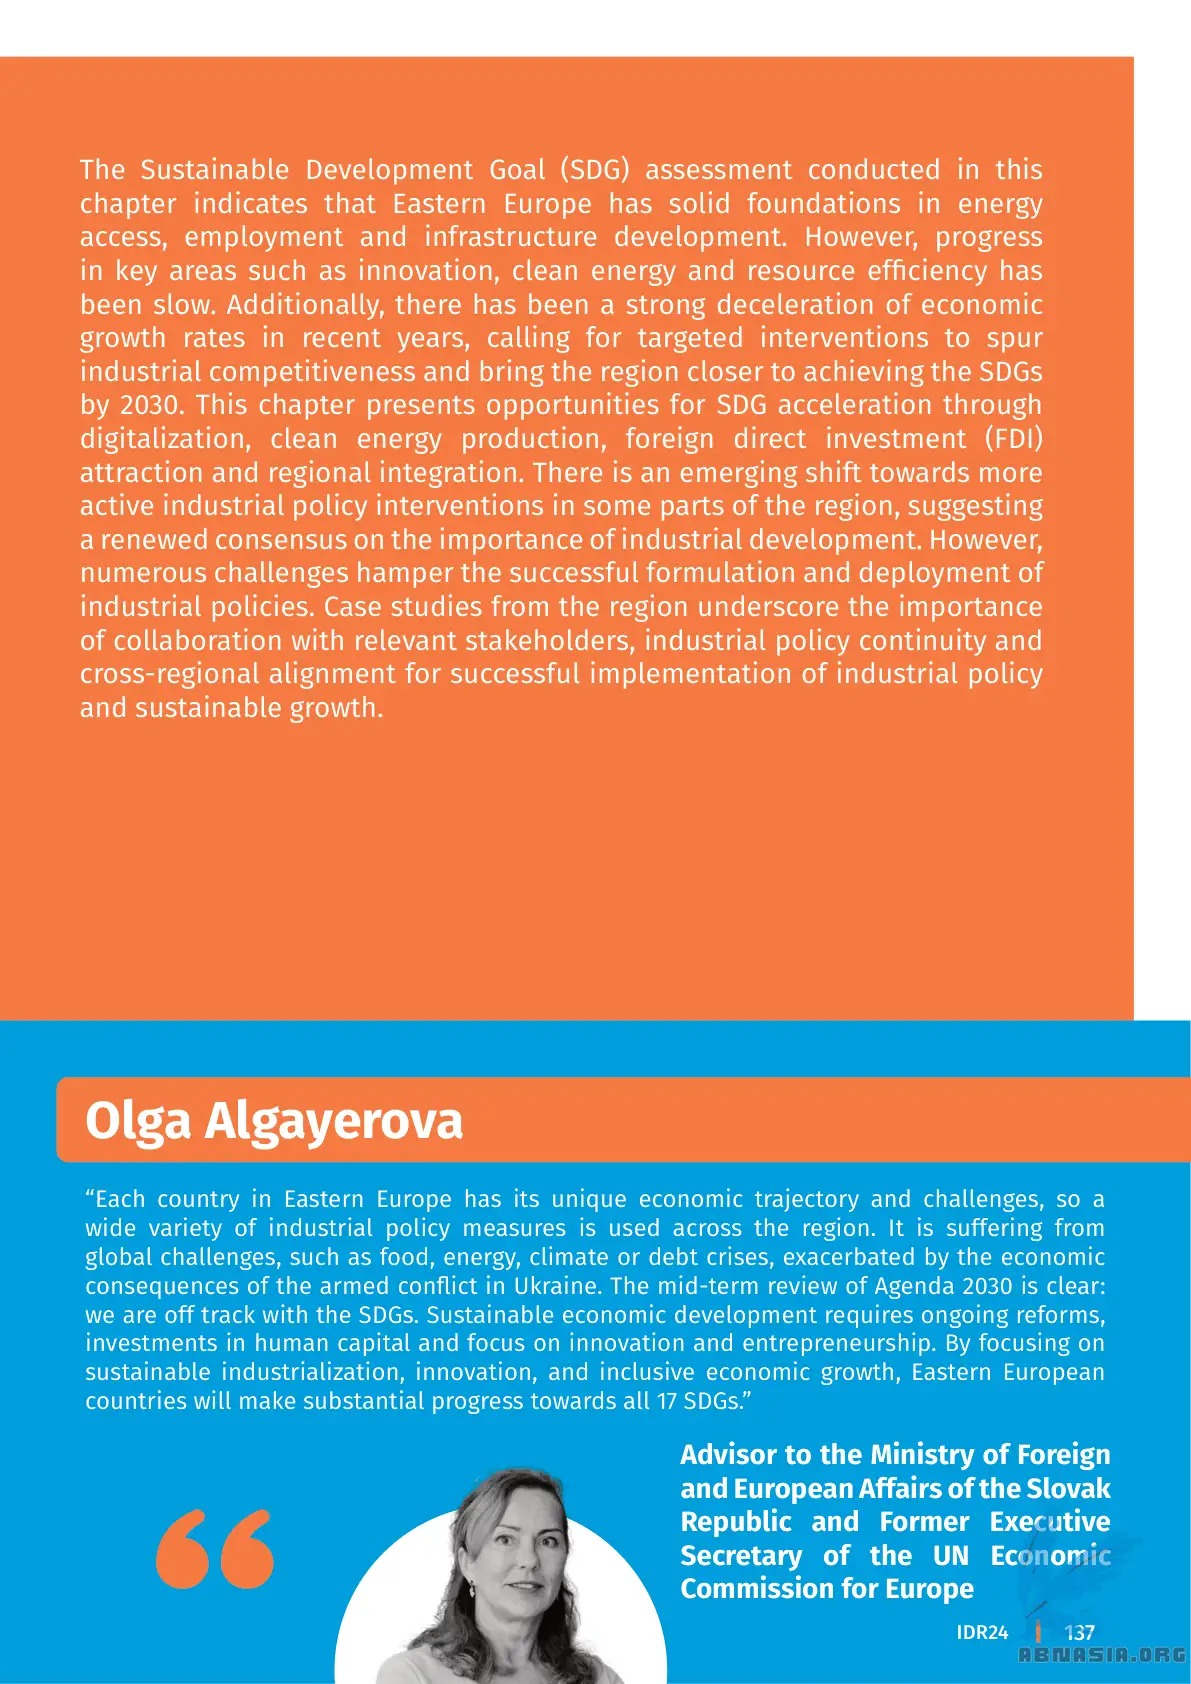 The Sustainable Development Goal (SDG) assessment conducted in this
chapter indicates that Eastern Europe has solid foundations in energy
access, employment and infrastructure development. However, progress
in key areas such as innovation, clean energy and resource efficiency has
been slow. Additionally, there has been a strong deceleration of economic
growth rates in recent years, calling for targeted interventions to spur
industrial competitiveness and bring the region closer to achieving the SDGs
by 2030. This chapter presents opportunities for SDG acceleration through
digitalization, clean energy production, foreign direct investment (FDI)
attraction and regional integration. There is an emerging shift towards more
active industrial policy interventions in some parts of the region, suggesting
a renewed consensus on the importance of industrial development. However,
numerous challenges hamper the successful formulation and deployment of
industrial policies. Case studies from the region underscore the importance
of collaboration with relevant stakeholders, industrial policy continuity and
cross-regional alignment for successful implementation of industrial policy
and sustainable growth.
Olga Algayerova
“Each country in Eastern Europe has its unique economic trajectory and challenges, so a
wide variety of industrial policy measures is used across the region. It is suffering from
global challenges, such as food, energy, climate or debt crises, exacerbated by the economic
consequences of the armed conflict in Ukraine. The mid-term review of Agenda 2030 is clear:
we are off track with the SDGs. Sustainable economic development requires ongoing reforms,
investments in human capital and focus on innovation and entrepreneurship. By focusing on
sustainable industrialization, innovation, and inclusive economic growth, Eastern European
countries will make substantial progress towards all 17 SDGs.”
Advisor to the Ministry of Foreign
and European Affairs of the Slovak
Republic and Former Executive
Secretary of the UN Economic
Commission for Europe
“
IDR24 | 137
ABNASIA.ORG